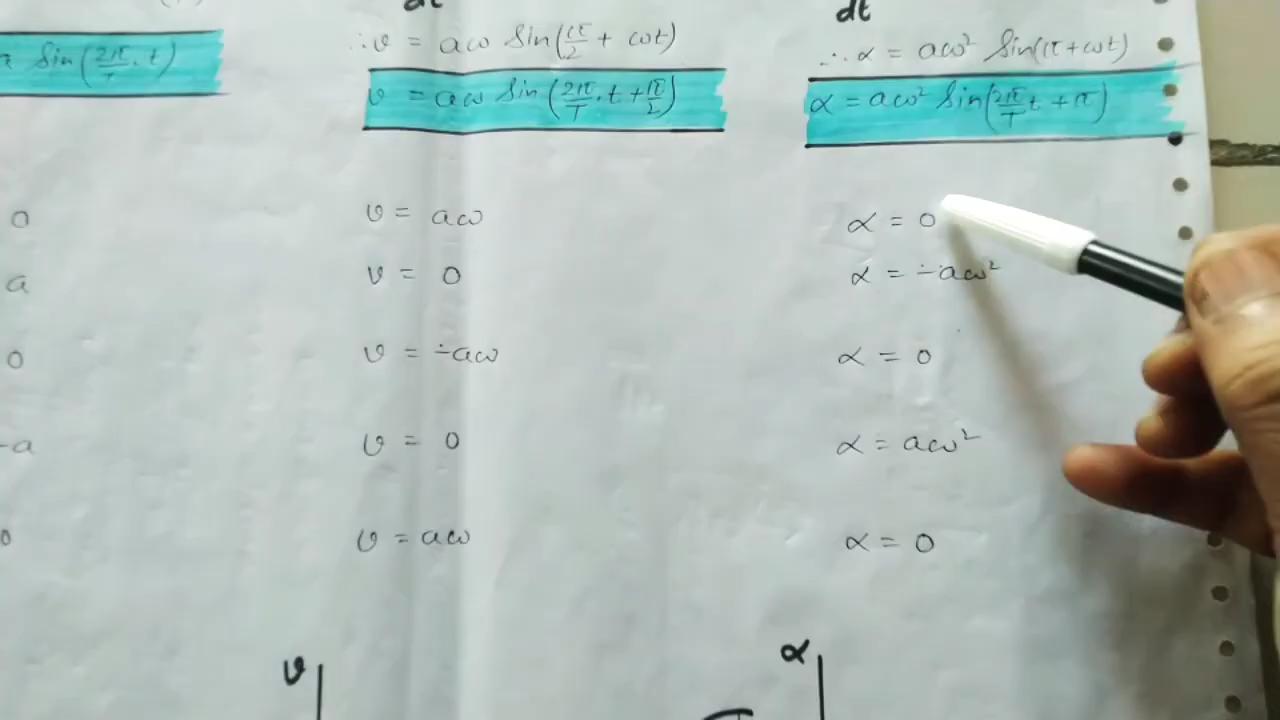 dt
dt
∴v = aω Sin(π/2 + ωt)
∴α = aω² Sin(π+ωt)
Sin(2π/T . t)
v = aω Sin(2π/T . t + π/2)
α = aω² Sin(2π/T t + π)
0
v = aω
α = 0
a
v = 0
α = -aω²
0
v = -aω
α = 0
-a
v = 0
α = aω²
0
v = aω
α = 0
v
α